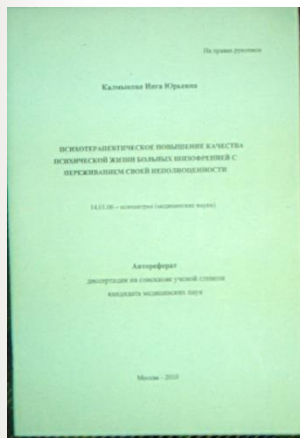 На правах рукописи
Калмыкова Инга Юрьевна
ПСИХОТЕРАПЕВТИЧЕСКОЕ ПОВЫШЕНИЕ КАЧЕСТВА
ПСИХИЧЕСКОЙ ЖИЗНИ БОЛЬНЫХ ШИЗОФРЕНИЕЙ С
ПЕРЕЖИВАНИЕМ СВОЕЙ НЕПОЛНОЦЕННОСТИ
14.01.06 – психиатрия (медицинские науки)
Автореферат
диссертации на соискание ученой степени
кандидата медицинских наук
Москва – 2010